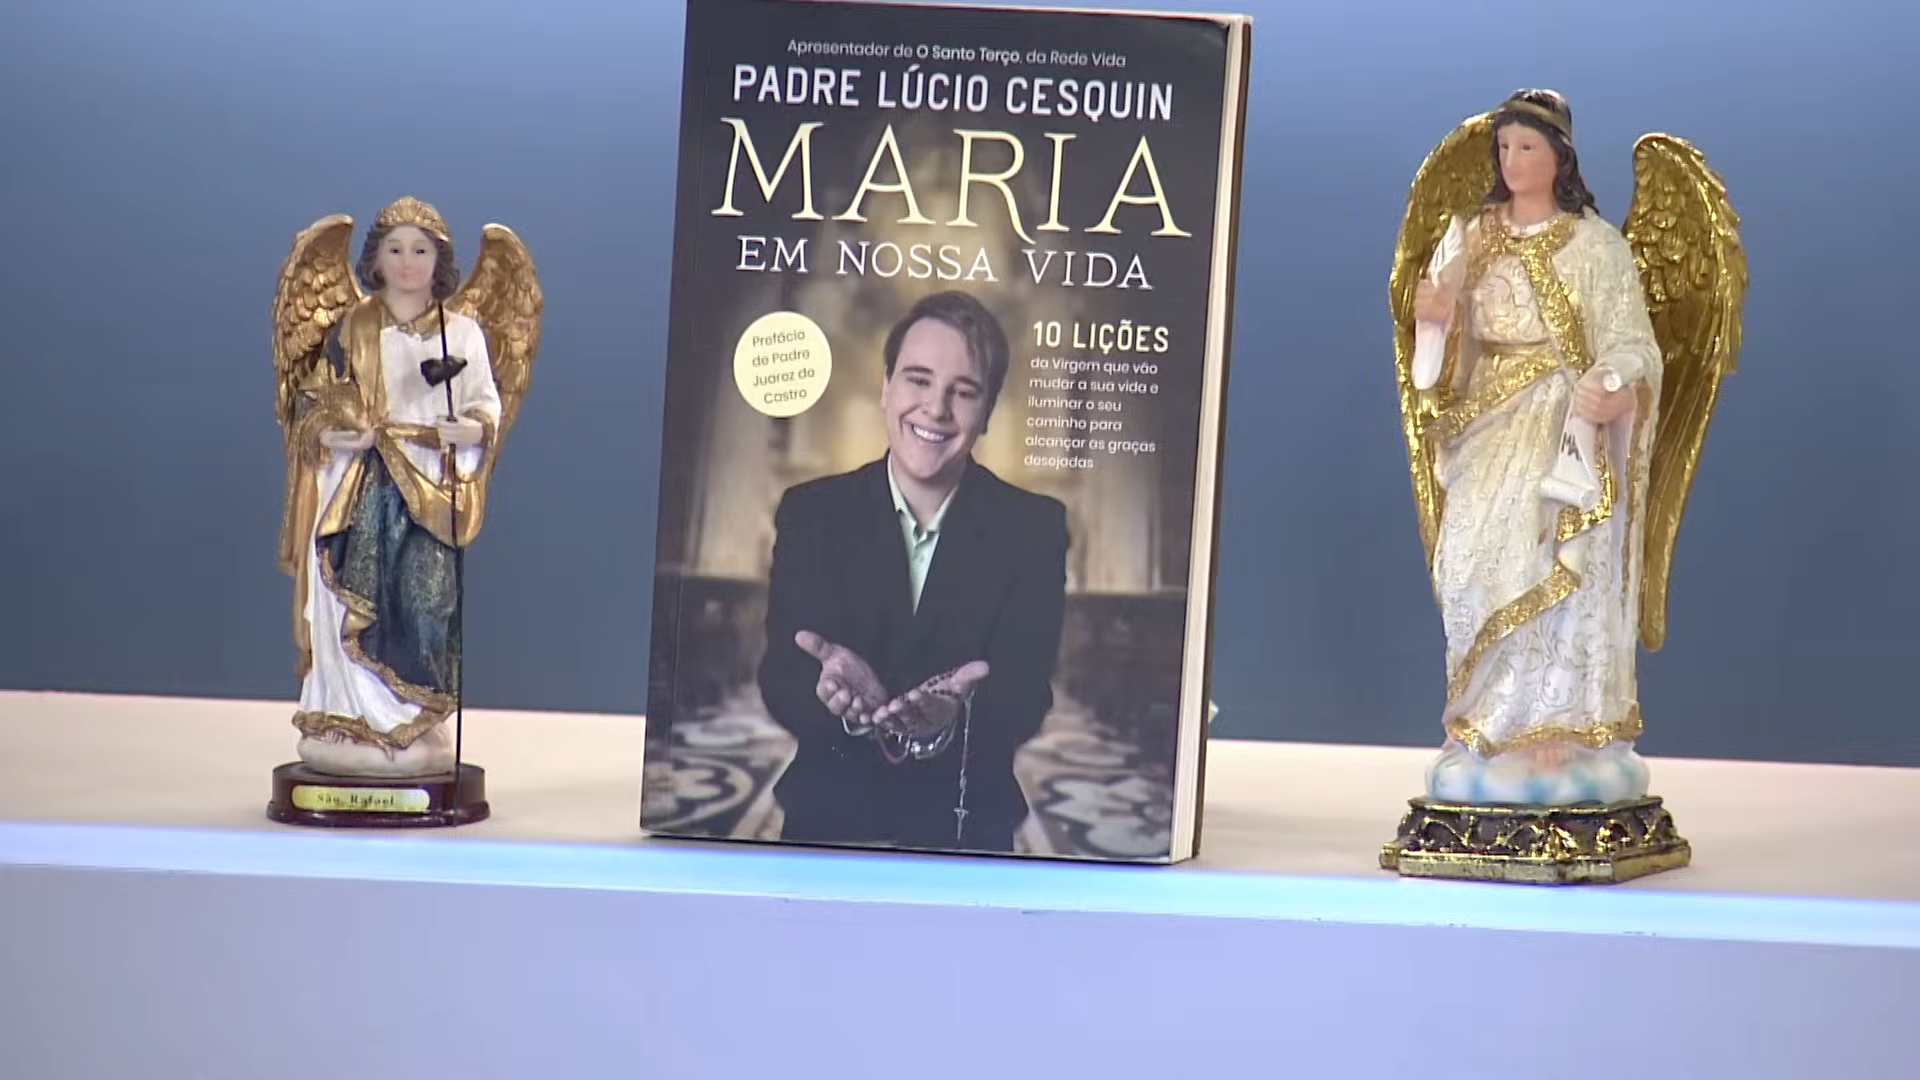 Apresentador de O Santo Terço, da Rede Vida
PADRE LÚCIO CESQUIN
MARIA
EM NOSSA VIDA
Prefácio
de Padre
Juarez de
Castro
10 LIÇÕES
da Virgem que vão
mudar a sua vida e
iluminar o seu
caminho para
alcançar as graças
desejadas
São Rafael